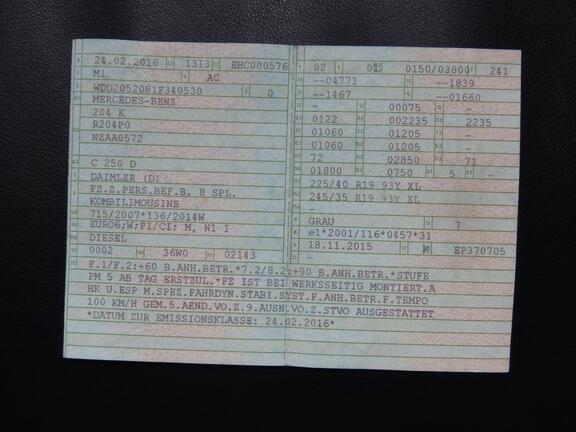 24.02.2016 1313 EHC000576
M1 AC
WDD2052081F340530 0
MERCEDES-BENZ
204 K
R204P0
NZAA0572
C 250 D
DAIMLER (D)
FZ.Z.PERS.BEF.B. 8 SPL.
KOMBILIMOUSINE
715/2007*136/2014W
EURO6;W;P1/CI; M, N1 I
DIESEL
0002 36W0 02143
02 0150/03800 241
--04771 --1839
--1467 --01660
- 00075 -
0122 002235 2235
01060 01205 -
01060 01205 -
72 02850 71
01800 0750 5 -
225/40 R19 93Y XL
245/35 R19 93Y XL
-
GRAU 7
e1*2001/116*0457*31
18.11.2015 K EP370705
F.1/F.2:+60 B.ANH.BETR.*7.2/8.2:+90 B.ANH.BETR.*STUFE
PM 5 AB TAG ERSTZUL.*FZ IST BEI WERKSSEITIG MONTIERT.A
HK U.ESP M.SPEZ.FAHRDYN.STABI.SYST.F.ANH.BETR.F.TEMPO
100 KM/H GEM.5.AEND.VO.Z.9.AUSN.VO.Z.STVO AUSGESTATTET
*DATUM ZUR EMISSIONSKLASSE: 24.02.2016*